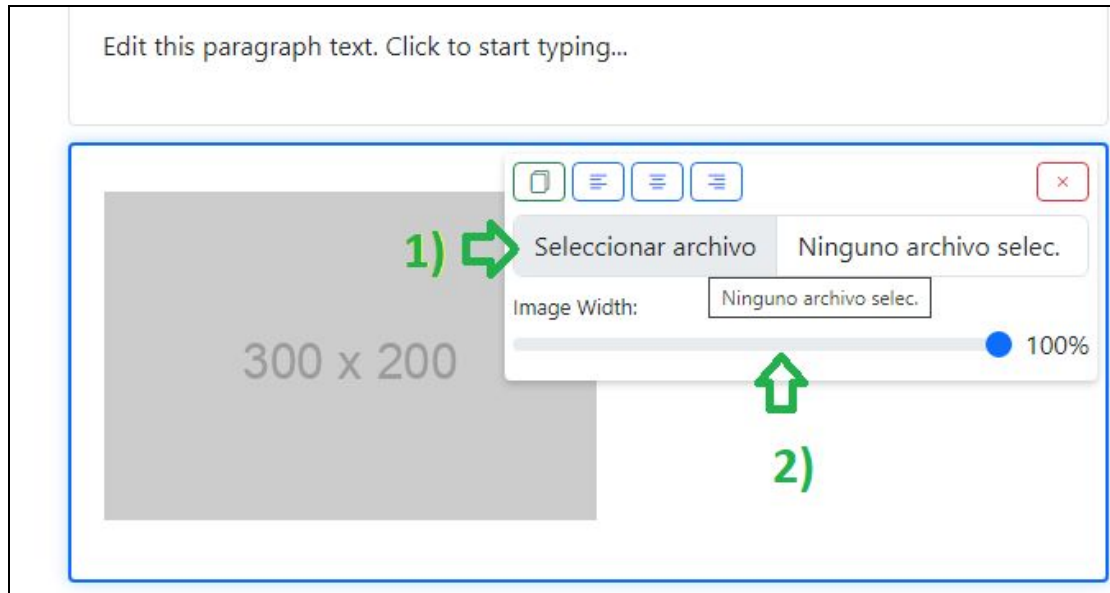 Edit this paragraph text. Click to start typing...
1)
Seleccionar archivo
Ninguno archivo selec.
Image Width:
Ninguno archivo selec.
100%
300 x 200
2)